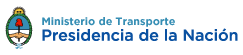 Ministerio de Transporte
Presidencia de la Nación